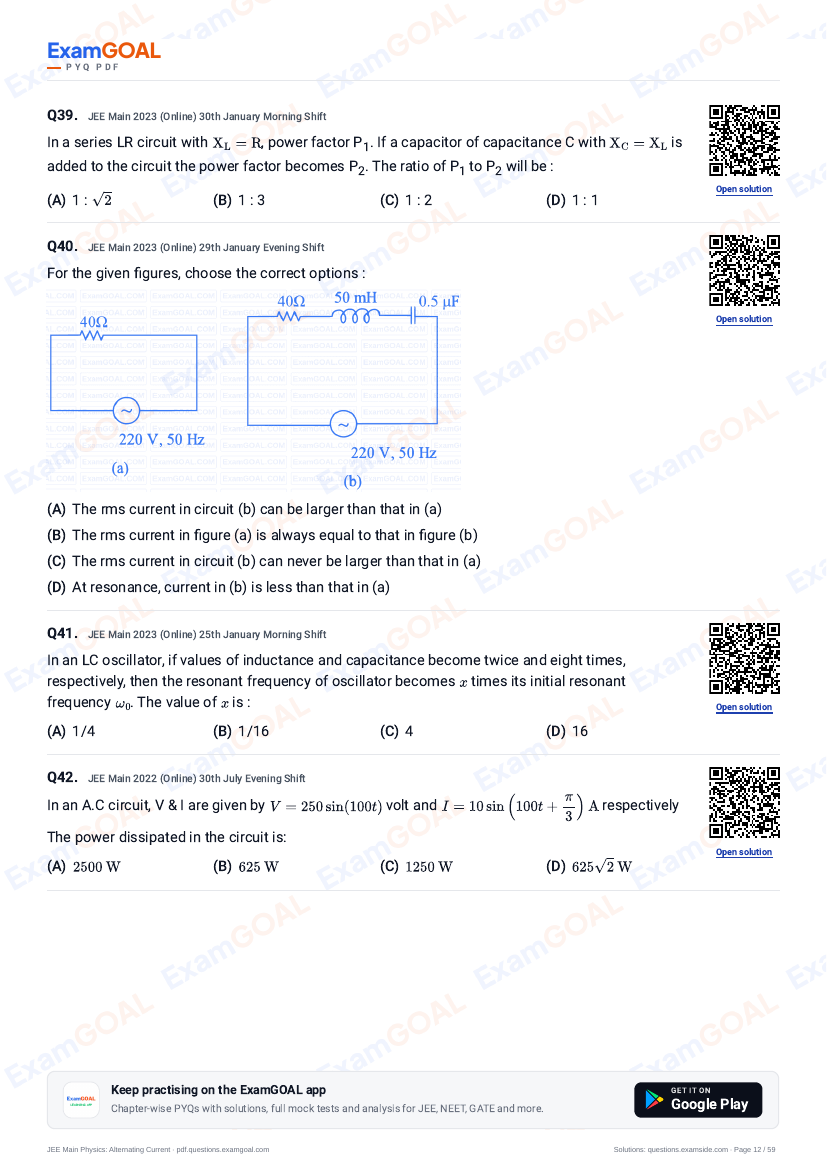 ExamGOAL
PYQ PDF
Q39. JEE Main 2023 (Online) 30th January Morning Shift
In a series LR circuit with X_L = R, power factor P₁. If a capacitor of capacitance C with X_C = X_L is
added to the circuit the power factor becomes P₂. The ratio of P₁ to P₂ will be :
(A) 1 : √2 (B) 1 : 3 (C) 1 : 2 (D) 1 : 1
Open solution
Q40. JEE Main 2023 (Online) 29th January Evening Shift
For the given figures, choose the correct options :
Open solution
40Ω
220 V, 50 Hz
(a)
40Ω 50 mH 0.5 μF
220 V, 50 Hz
(b)
(A) The rms current in circuit (b) can be larger than that in (a)
(B) The rms current in figure (a) is always equal to that in figure (b)
(C) The rms current in circuit (b) can never be larger than that in (a)
(D) At resonance, current in (b) is less than that in (a)
Q41. JEE Main 2023 (Online) 25th January Morning Shift
In an LC oscillator, if values of inductance and capacitance become twice and eight times,
respectively, then the resonant frequency of oscillator becomes x times its initial resonant
frequency ω₀. The value of x is :
(A) 1/4 (B) 1/16 (C) 4 (D) 16
Open solution
Q42. JEE Main 2022 (Online) 30th July Evening Shift
In an A.C circuit, V & I are given by V = 250 sin(100t) volt and I = 10 sin (100t + π/3) A respectively
The power dissipated in the circuit is:
(A) 2500 W (B) 625 W (C) 1250 W (D) 625√2 W
Open solution
ExamGOAL
Keep practising on the ExamGOAL app
Chapter-wise PYQs with solutions, full mock tests and analysis for JEE, NEET, GATE and more.
GET IT ON
Google Play
JEE Main Physics: Alternating Current · pdf.questions.examgoal.com
Solutions: questions.examside.com · Page 12 / 59